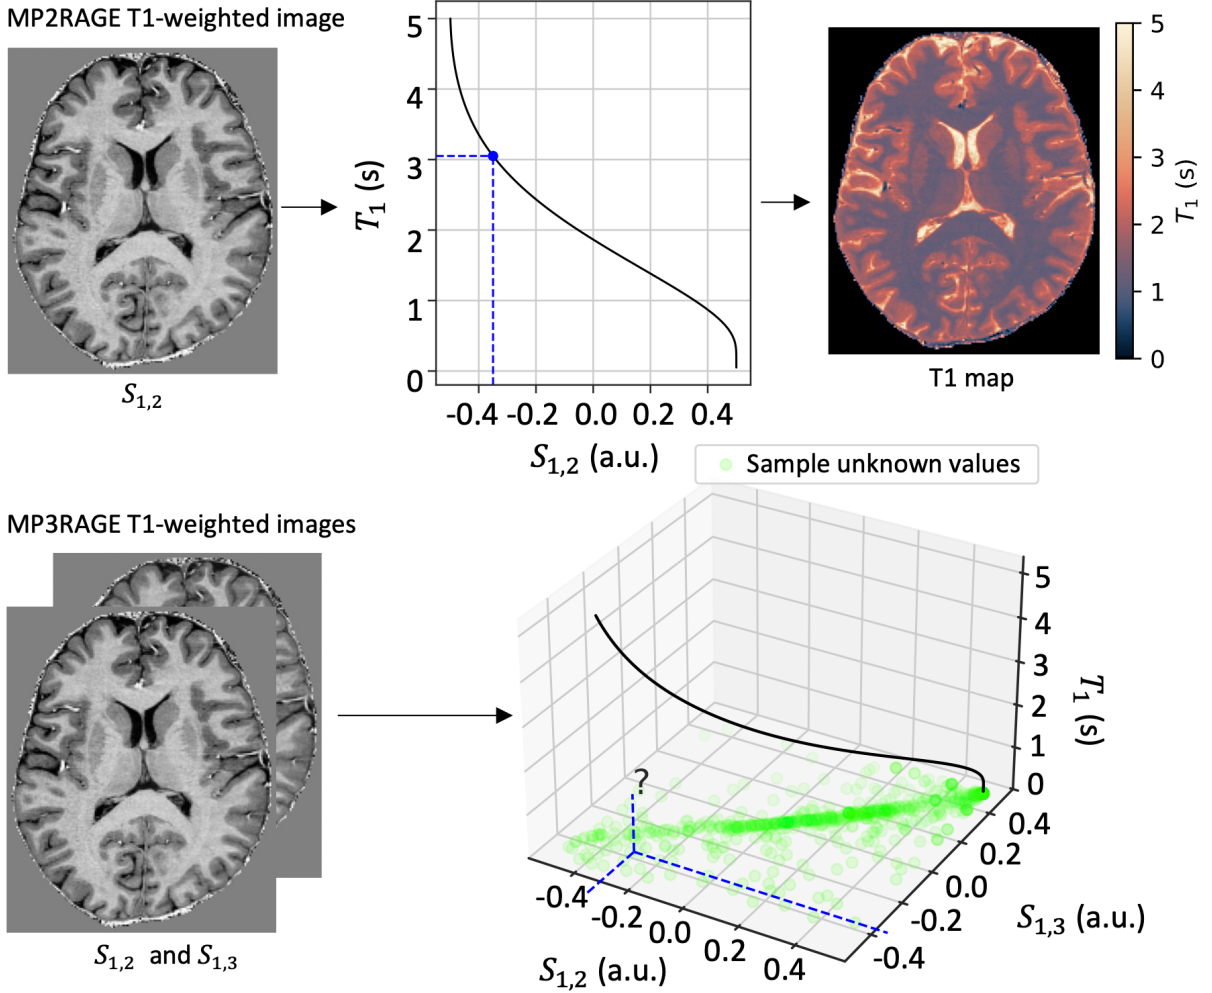 MP2RAGE T1-weighted image
S1,2
5
4
3
2
1
0
T1 (s)
-0.4 -0.2 0.0 0.2 0.4
S1,2 (a.u.)
T1 map
5
4
3
2
1
0
T1 (s)
Sample unknown values
MP3RAGE T1-weighted images
S1,2 and S1,3
?
5
4
3
2
1
0
T1 (s)
0.4
0.2
0.0
-0.2
-0.4
S1,3 (a.u.)
-0.4
-0.2
0.0
0.2
0.4
S1,2 (a.u.)